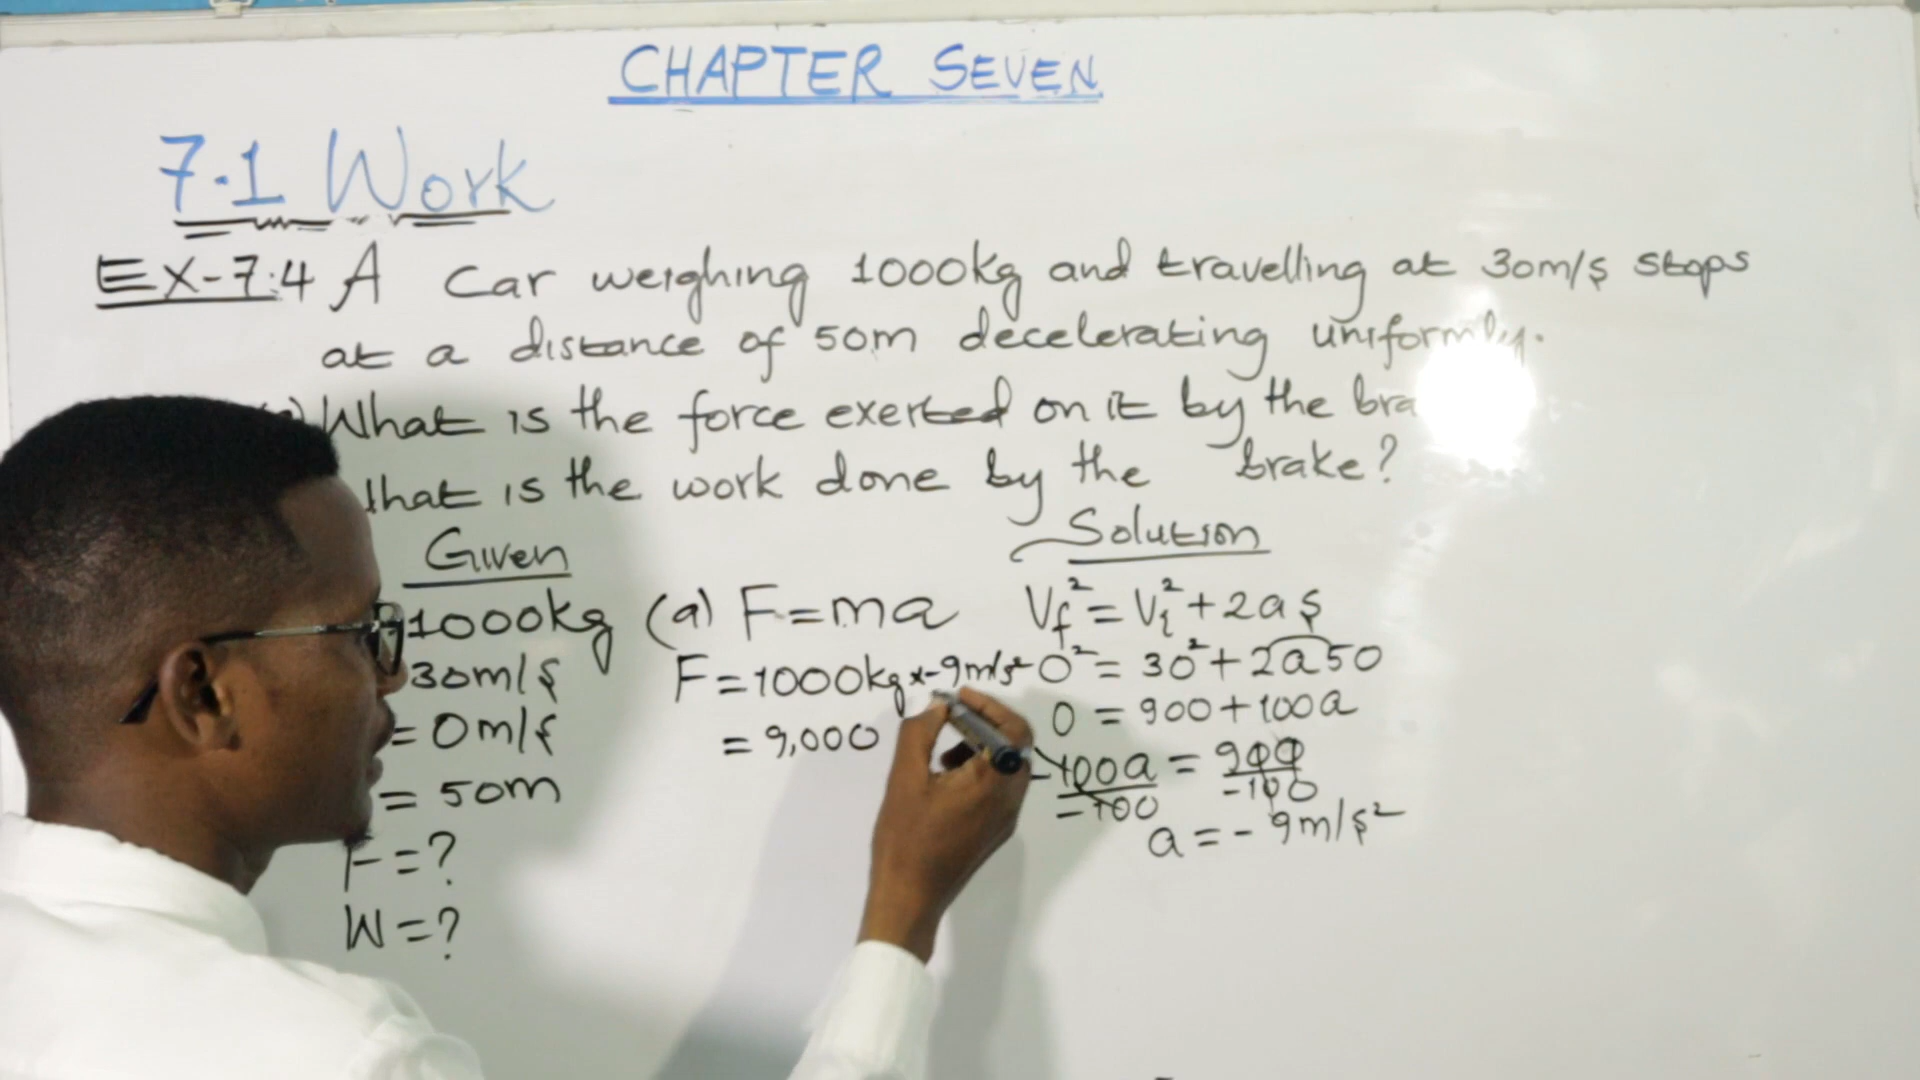 CHAPTER SEVEN
7.1 Work
EX-7.4 A Car weighing 1000kg and travelling at 30m/s stops
at a distance of 50m decelerating uniformly.
What is the force exerted on it by the bra
hat is the work done by the brake?
Given
Solution
1000kg
30m/s
= 0m/s
= 50m
F = ?
W = ?
(a) F = ma
F = 1000kg x -9m/s²
= 9,000
Vf² = Vi² + 2as
0² = 30² + 2a50
0 = 900 + 100a
-100a = 900
-100 -100
a = -9m/s²